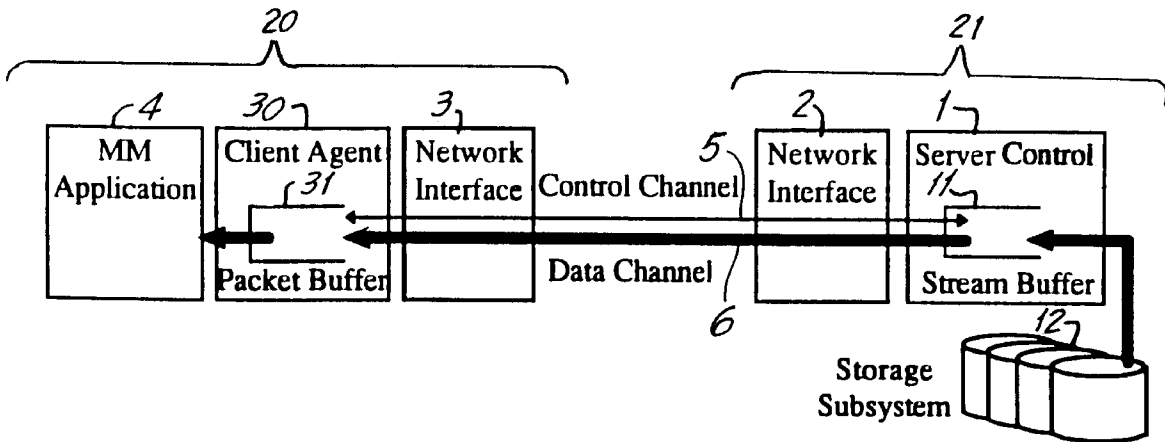 20
21
4
30
3
2
1
MM
Application
Client Agent
31
Packet Buffer
Network
Interface
Control Channel
5
Data Channel
6
Network
Interface
Server Control
11
Stream Buffer
12
Storage
Subsystem